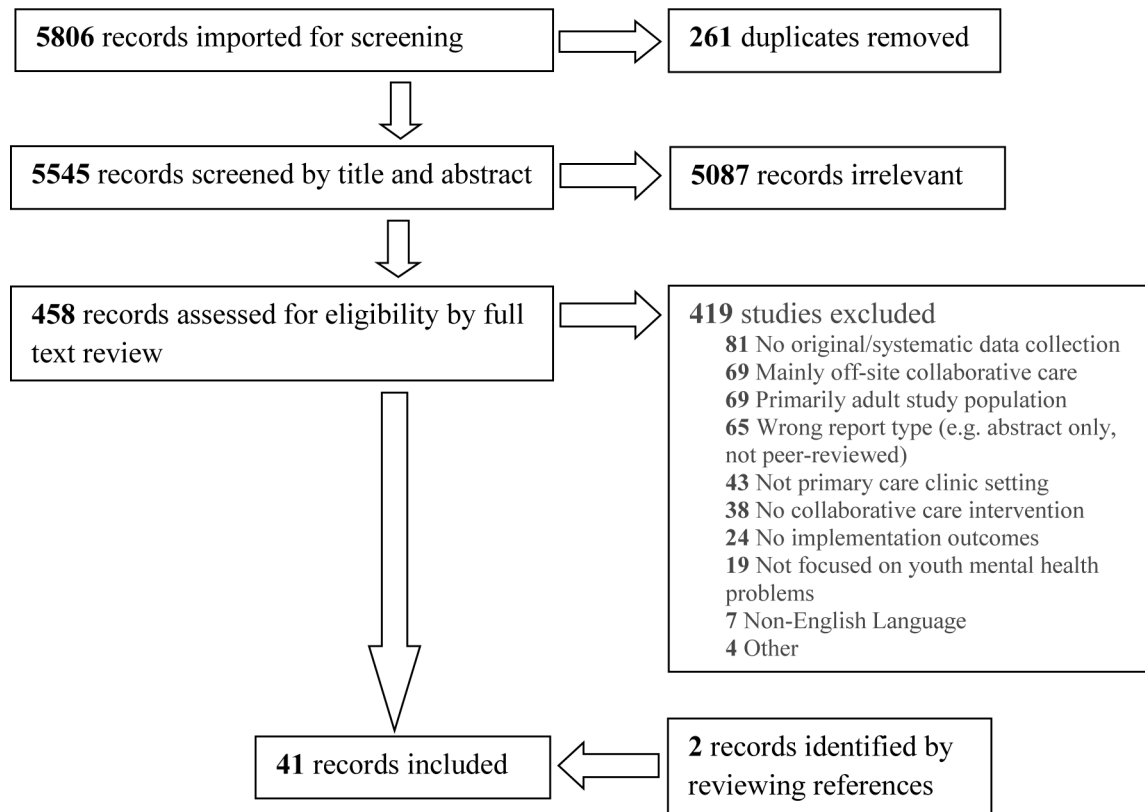 5806 records imported for screening
261 duplicates removed
5545 records screened by title and abstract
5087 records irrelevant
458 records assessed for eligibility by full
text review
419 studies excluded
81 No original/systematic data collection
69 Mainly off-site collaborative care
69 Primarily adult study population
65 Wrong report type (e.g. abstract only,
not peer-reviewed)
43 Not primary care clinic setting
38 No collaborative care intervention
24 No implementation outcomes
19 Not focused on youth mental health
problems
7 Non-English Language
4 Other
41 records included
2 records identified by
reviewing references